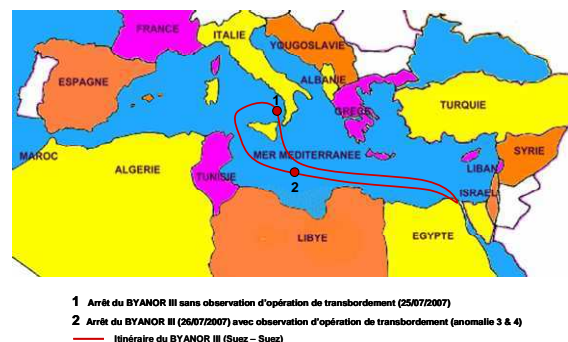 FRANCE
ITALIE
YOUGOSLAVIE
ESPAGNE
ALBANIE
GRECE
TURQUIE
1
MER MEDITERRANEE
SYRIE
LIBAN
MAROC
ALGERIE
TUNISIE
2
ISRAEL
LIBYE
EGYPTE
1 Arrêt du BYANOR III sans observation d'opération de transbordement (25/07/2007)
2 Arrêt du BYANOR III (26/07/2007) avec observation d'opération de transbordement (anomalie 3 & 4)
Itinéraire du BYANOR III (Suez – Suez)